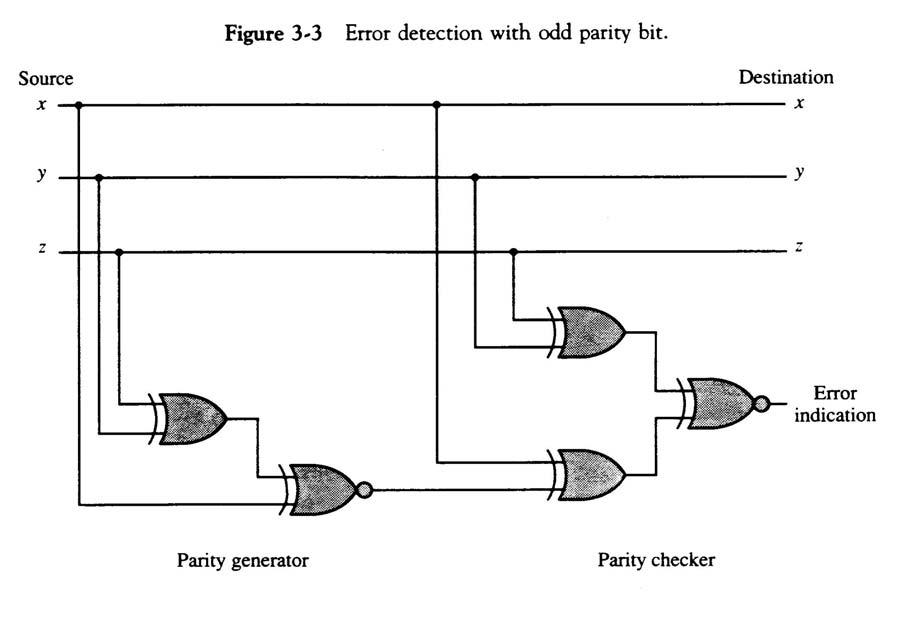 Figure 3-3 Error detection with odd parity bit.
Source
Destination
x
x
y
y
z
z
Error
indication
Parity generator
Parity checker